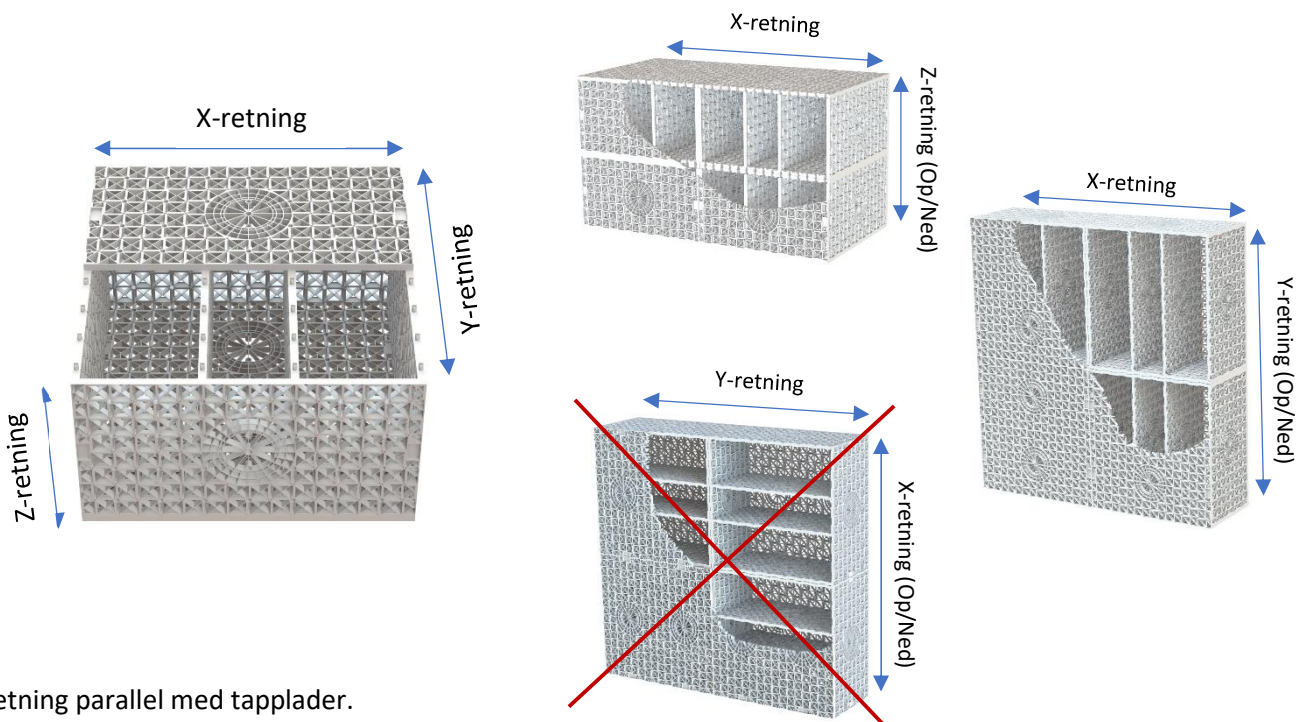 X-retning
Y-retning
Z-retning
X-retning
Z-retning (Op/Ned)
X-retning
Y-retning (Op/Ned)
Y-retning
X-retning (Op/Ned)
etning parallel med tapplader.